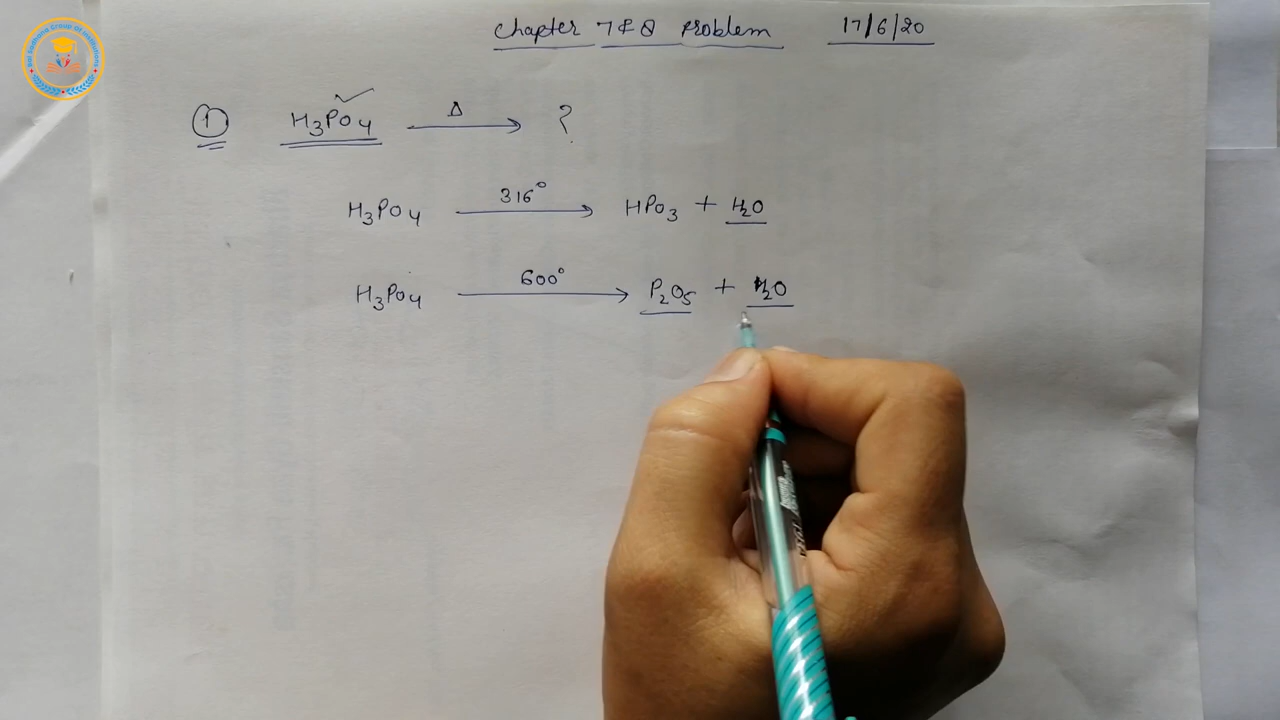 Chapter 7 & 8 Problem 17/6/20
① H₃PO₄ —Δ→ ?
H₃PO₄ —316°→ HPO₃ + H₂O
H₃PO₄ —600°→ P₂O₅ + H₂O